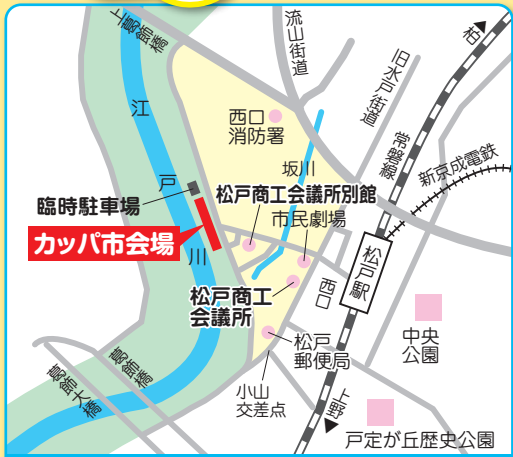 上葛飾橋
流山街道
旧水戸街道
柏
西口
消防署
江戸川
坂川
常磐線
新京成電鉄
臨時駐車場
松戸商工会議所別館
市民劇場
カッパ市会場
松戸駅
西口
松戸商工
会議所
中央
公園
松戸
郵便局
葛飾大橋
葛飾橋
小山
交差点
上野
戸定が丘歴史公園